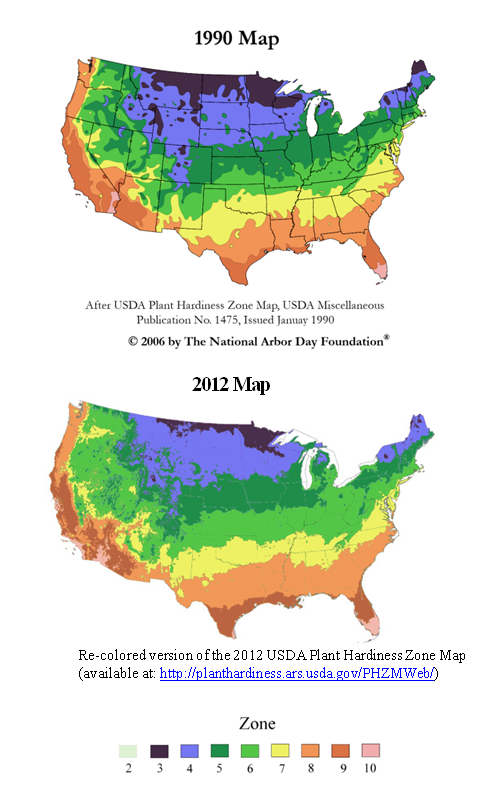 1990 Map
After USDA Plant Hardiness Zone Map, USDA Miscellaneous
Publication No. 1475, Issued Januay 1990
© 2006 by The National Arbor Day Foundation®
2012 Map
Re-colored version of the 2012 USDA Plant Hardiness Zone Map
(available at: http://planthardiness.ars.usda.gov/PHZMWeb/)
Zone
2 3 4 5 6 7 8 9 10